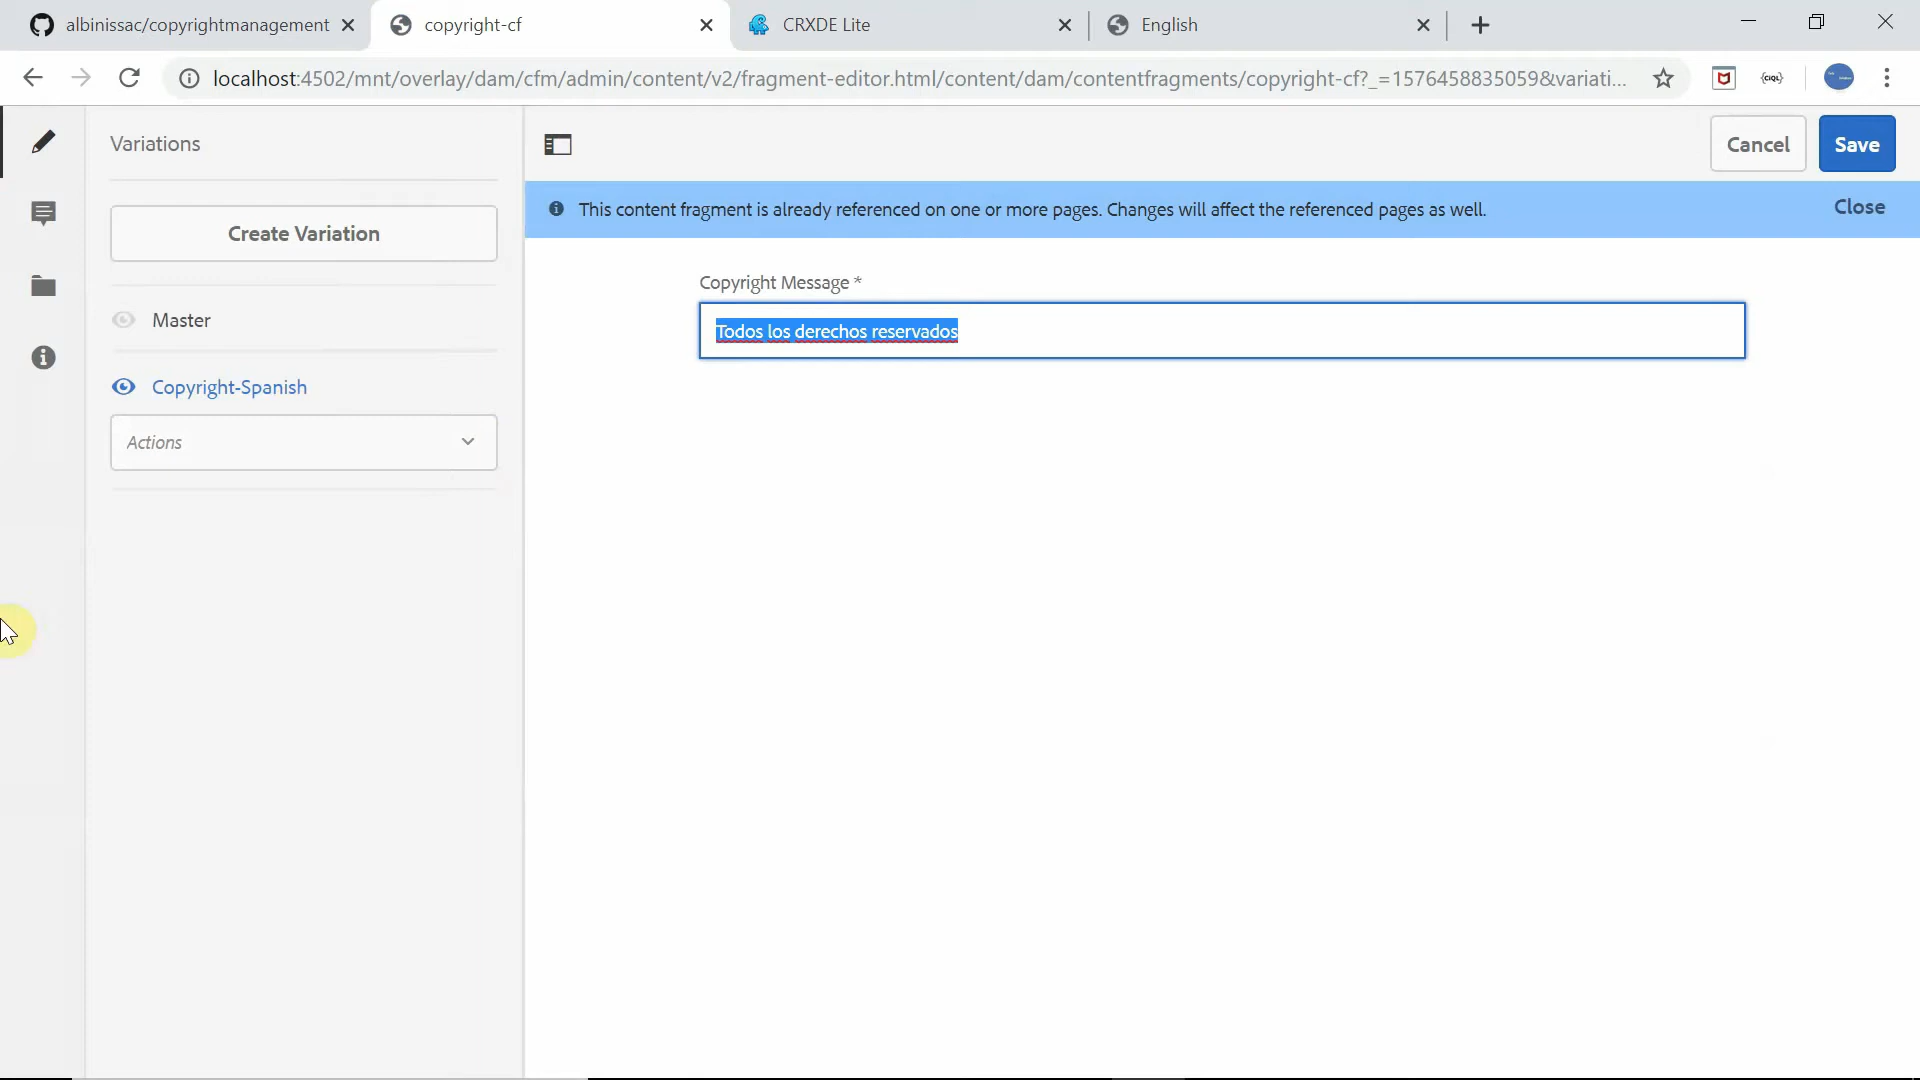 albinissac/copyrightmanagement
copyright-cf
CRXDE Lite
English
localhost:4502/mnt/overlay/dam/cfm/admin/content/v2/fragment-editor.html/content/dam/contentfragments/copyright-cf?_=1576458835059&variati...
{CIQL}
Variations
Cancel
Save
This content fragment is already referenced on one or more pages. Changes will affect the referenced pages as well.
Close
Create Variation
Copyright Message *
Master
Todos los derechos reservados
Copyright-Spanish
Actions